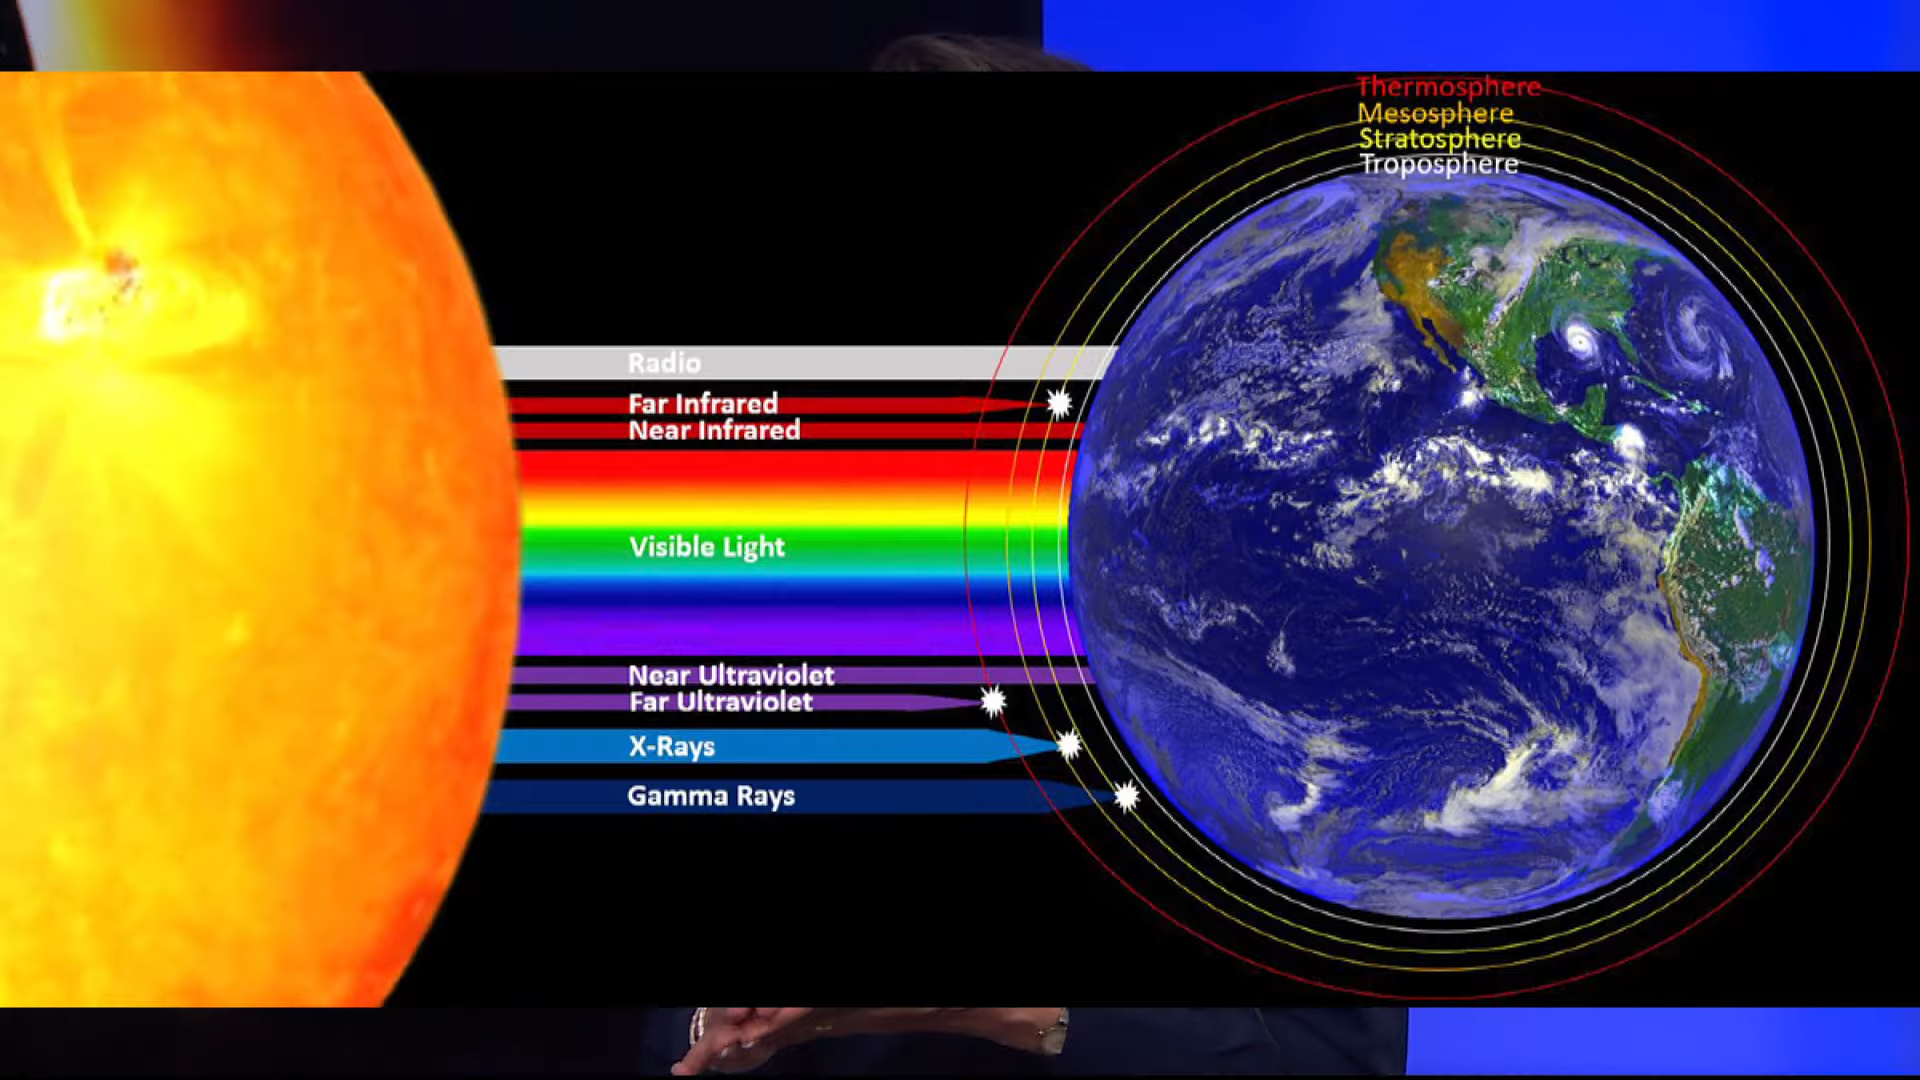 Thermosphere
Mesosphere
Stratosphere
Troposphere
Radio
Far Infrared
Near Infrared
Visible Light
Near Ultraviolet
Far Ultraviolet
X-Rays
Gamma Rays